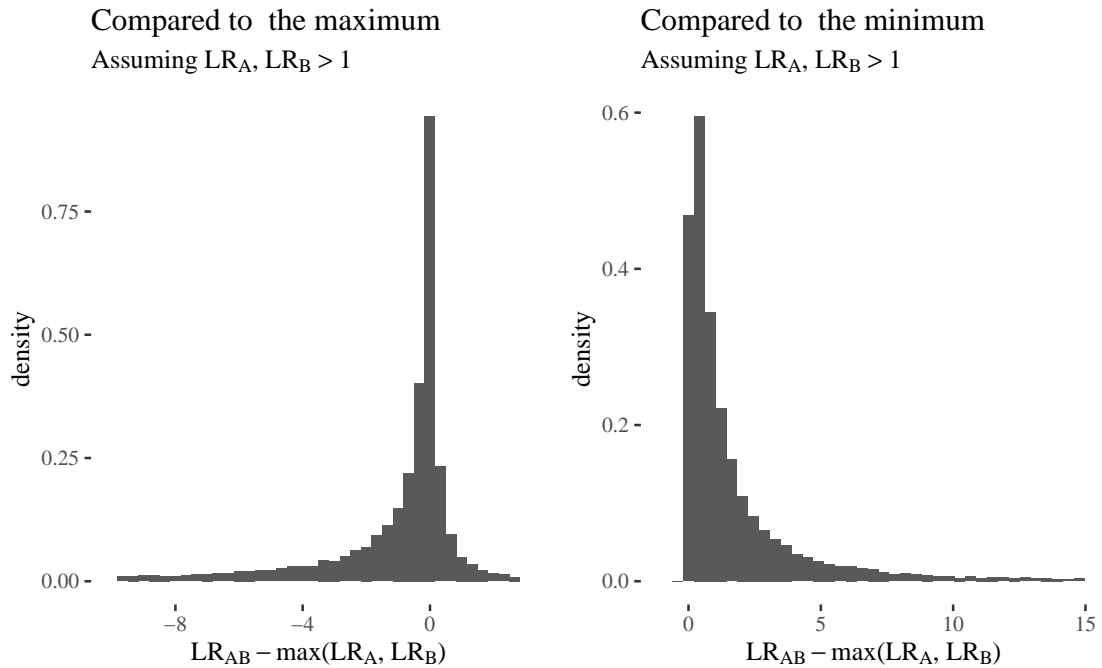 Compared to  the maximum
Assuming LR_A, LR_B > 1
0.75
0.50
0.25
0.00
density
−8
−4
0
LR_AB − max(LR_A, LR_B)
Compared to  the minimum
Assuming LR_A, LR_B > 1
0.6
0.4
0.2
0.0
density
0
5
10
15
LR_AB − max(LR_A, LR_B)